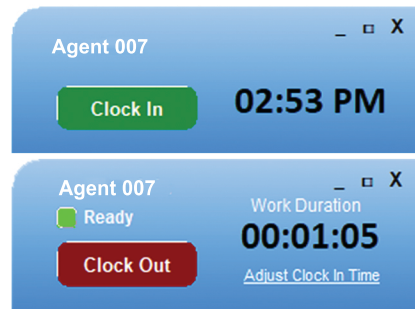 Agent 007
_ □ X
Clock In
02:53 PM
Agent 007
_ □ X
Ready
Work Duration
00:01:05
Clock Out
Adjust Clock In Time